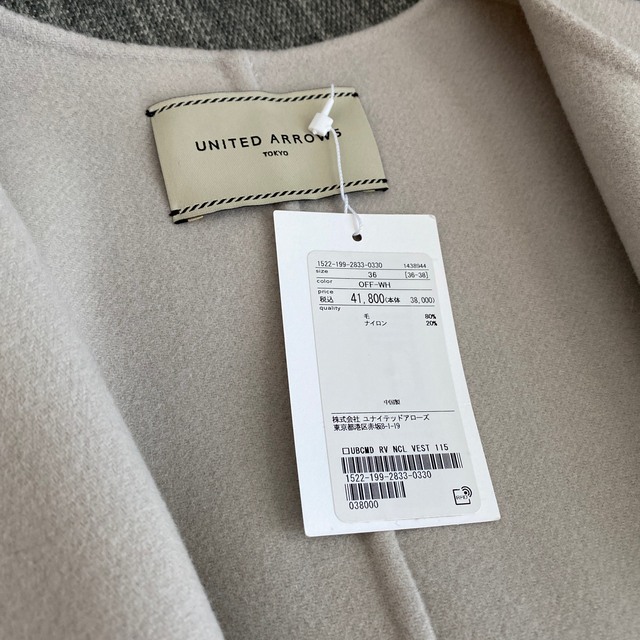 UNITED ARROWS
TOKYO
1522-199-2833-0330 1438944
size 36 [36-38]
color OFF-WH
price
税込 41,800(本体 38,000)
quality
毛 80%
ナイロン 20%
中国製
株式会社 ユナイテッドアローズ
東京都港区赤坂8-1-19
□UBCMD RV NCL VEST 115
1522-199-2833-0330
038000